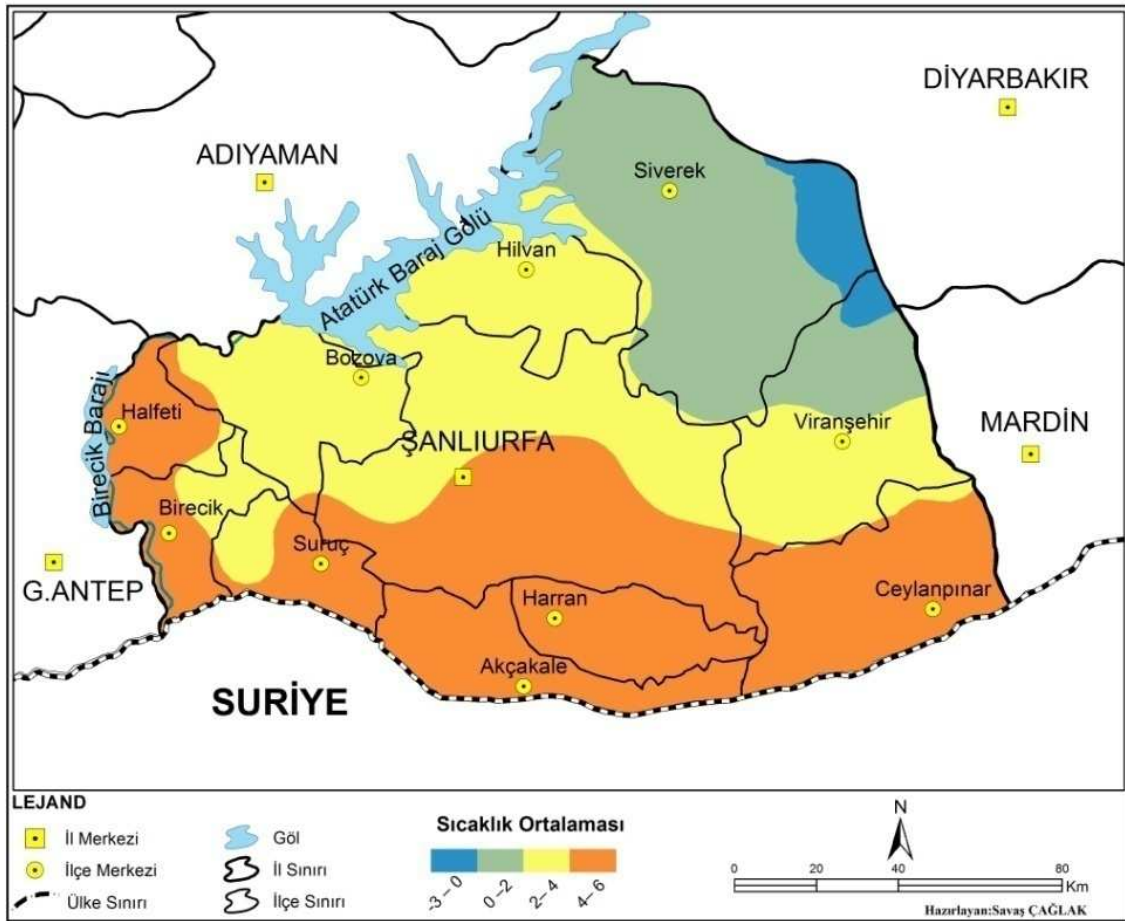 DİYARBAKIR
ADIYAMAN
Siverek
Atatürk Baraj Gölü
Hilvan
Bozova
Birecik Barajı
Halfeti
Viranşehir
MARDİN
ŞANLIURFA
Birecik
Suruç
G.ANTEP
Harran
Ceylanpınar
Akçakale
SURİYE
LEJAND
İl Merkezi
İlçe Merkezi
Ülke Sınırı
Göl
İl Sınırı
İlçe Sınırı
Sıcaklık Ortalaması
-3 – 0
0 – 2
2 – 4
4 – 6
N
0 20 40 80
Km
Hazırlayan:Savaş ÇAĞLAK